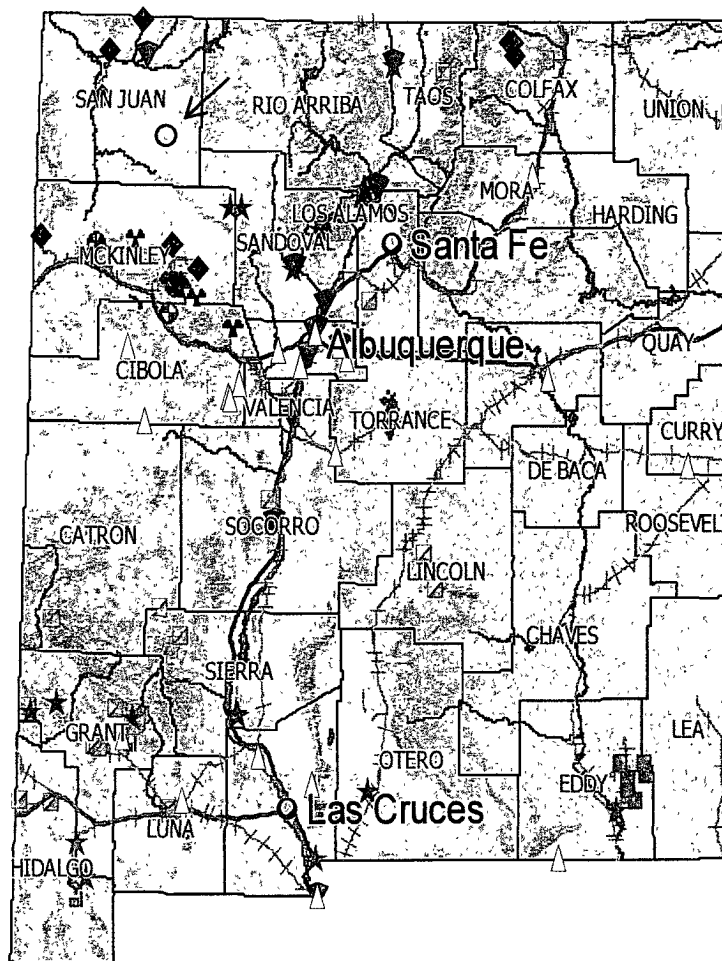 SAN JUAN
RIO ARRIBA
TAOS
COLFAX
UNION
MORA
LOS ALAMOS
HARDING
MCKINLEY
SANDOVAL
Santa Fe
Albuquerque
QUAY
CIBOLA
VALENCIA
TORRANCE
CURRY
DE BACA
CATRON
SOCORRO
ROOSEVELT
LINCOLN
CHAVES
SIERRA
GRANT
OTERO
LEA
EDDY
Las Cruces
LUNA
HIDALGO